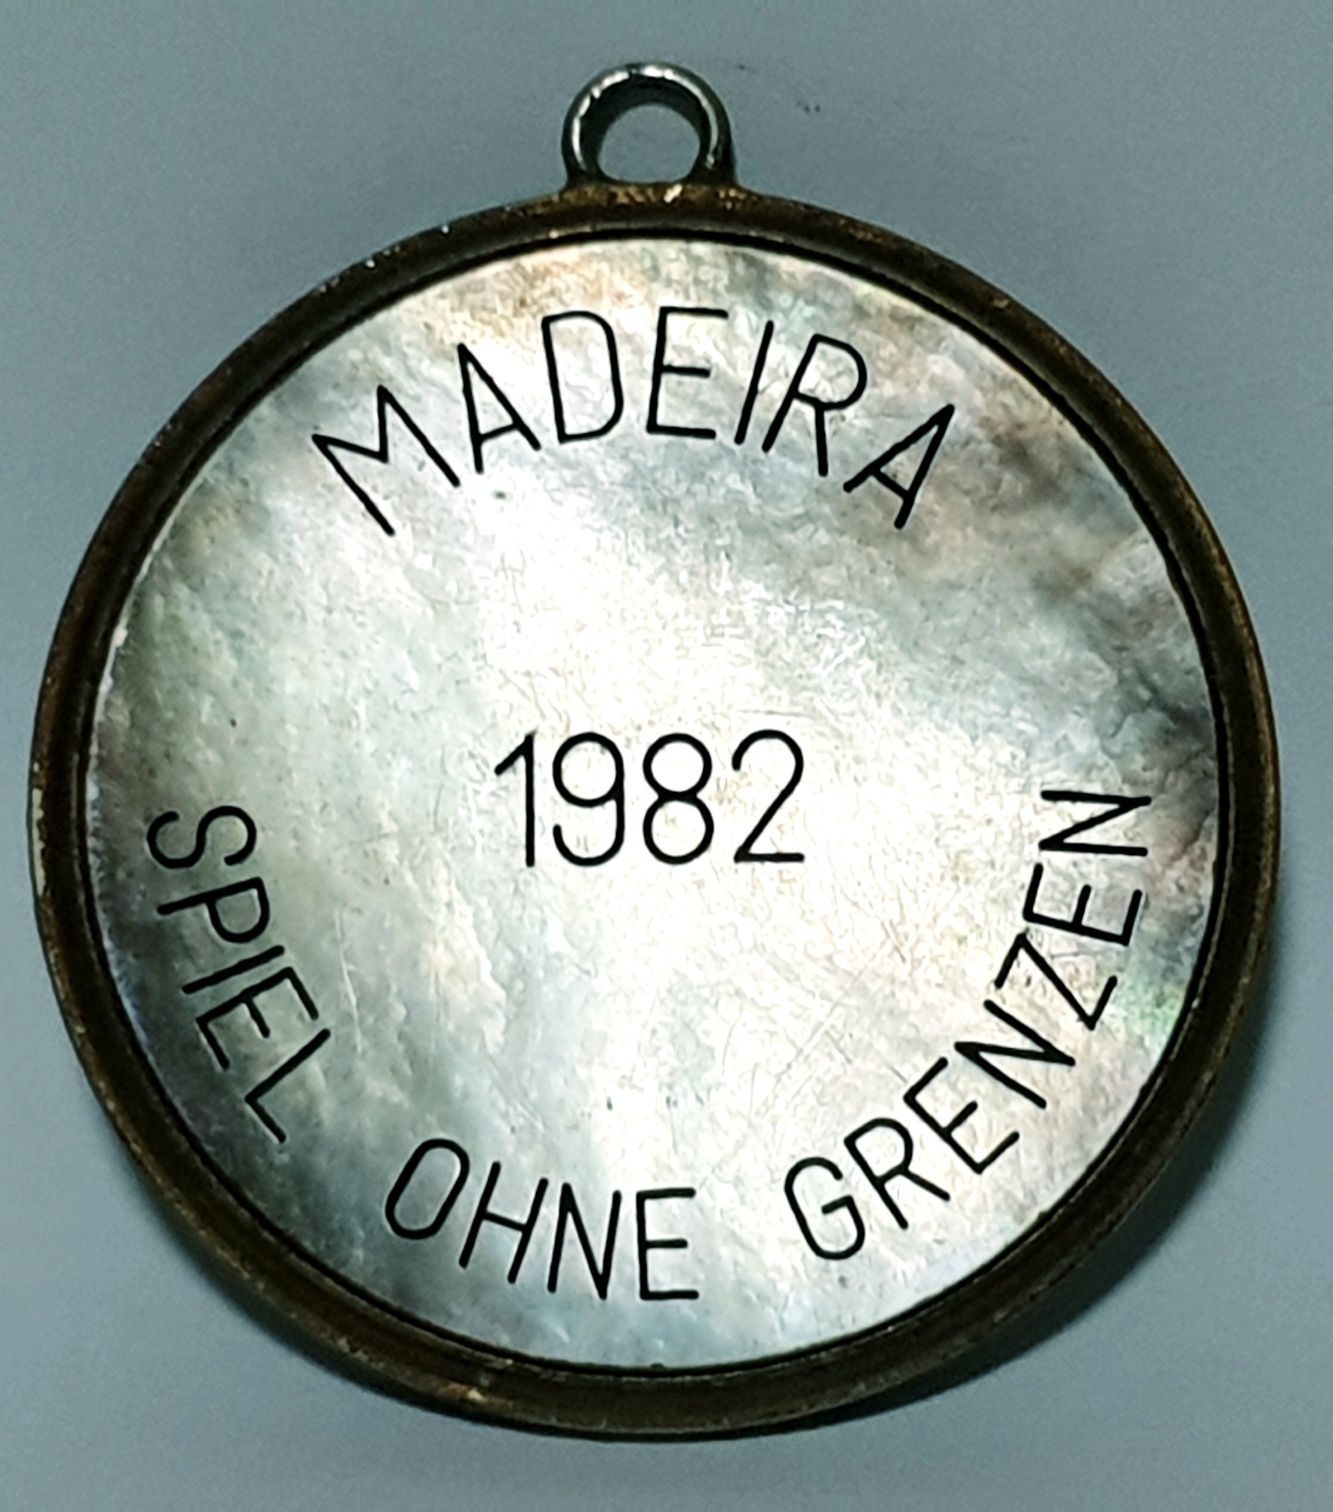 MADEIRA
1982
SPIEL OHNE GRENZEN